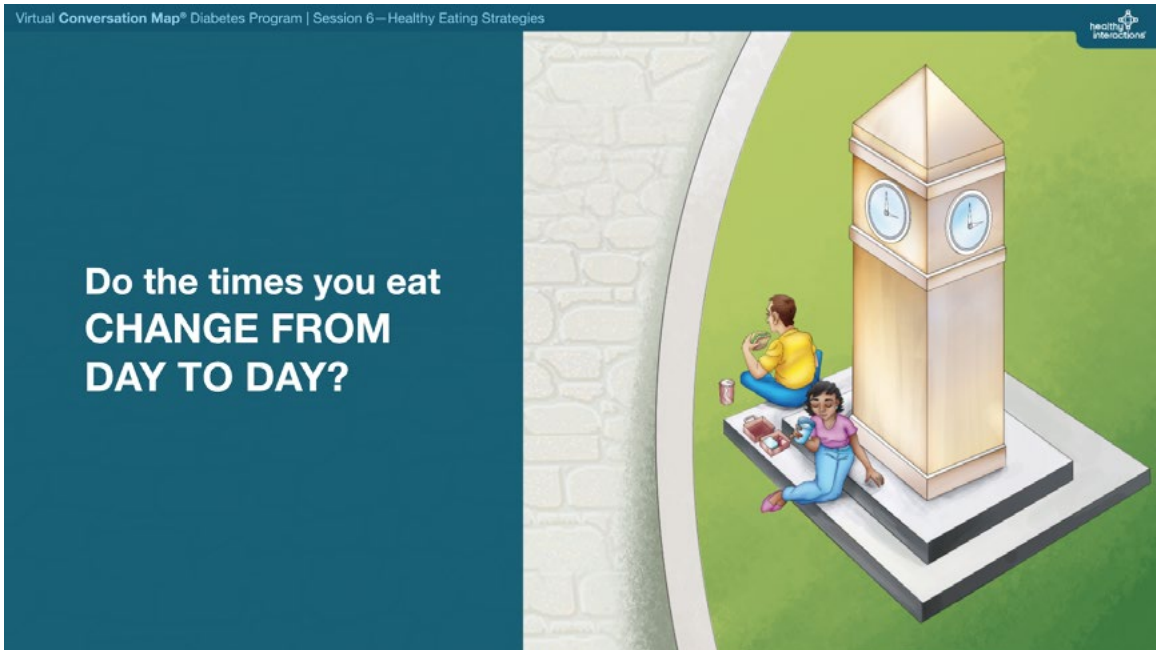 Virtual Conversation Map® Diabetes Program | Session 6—Healthy Eating Strategies
healthy
interactions
Do the times you eat
CHANGE FROM
DAY TO DAY?